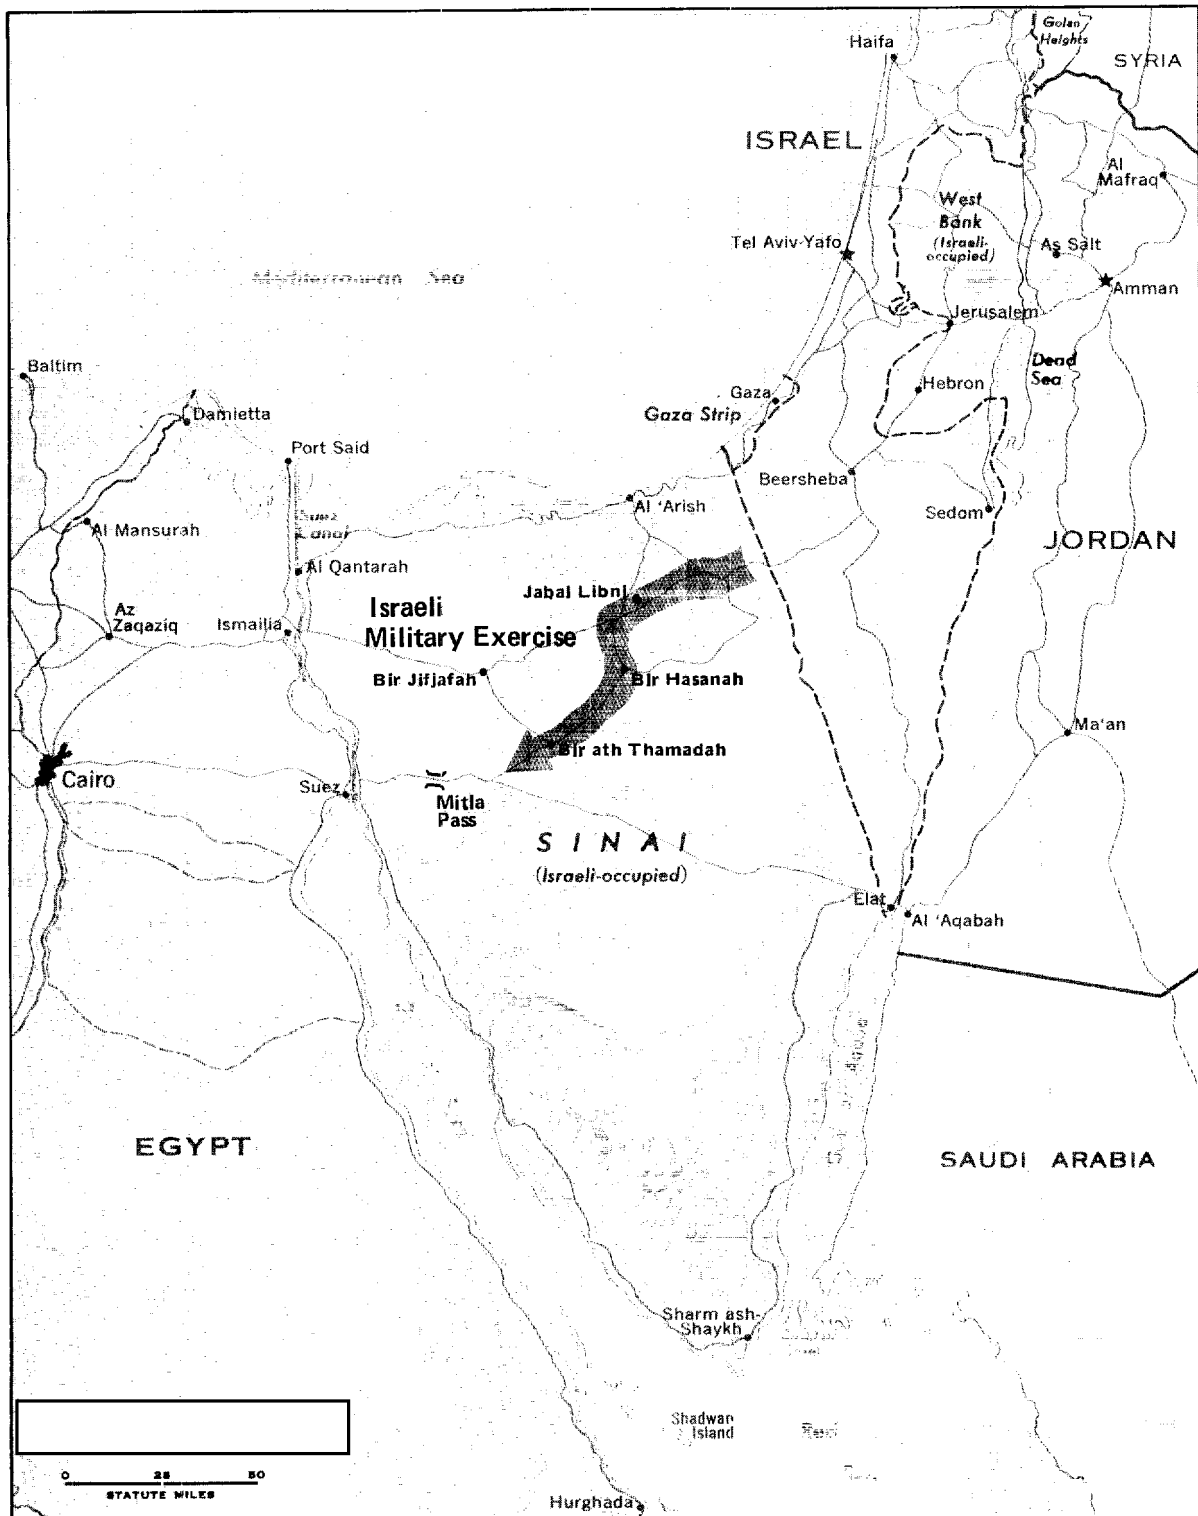 Golan
Heights
Haifa
SYRIA
ISRAEL
Al
Mafraq
West
Bank
(Israeli-
occupied)
Tel Aviv-Yafo
As Salt
Mediterranean Sea
Amman
Jerusalem
Baltim
Dead
Sea
Hebron
Gaza
Damietta
Gaza Strip
Port Said
Beersheba
Al 'Arish
Sedom
Suez
Canal
Al Mansurah
JORDAN
Al Qantarah
Jabal Libni
Az
Zaqaziq
Ismailia
Israeli
Military Exercise
Bir Jifjafah
Bir Hasanah
Ma'an
Bir ath Thamadah
Cairo
Suez
Mitla
Pass
SINAI
(Israeli-occupied)
Elat
Al 'Aqabah
EGYPT
SAUDI ARABIA
Sharm ash-
Shaykh
Shadwan
Island
0 25 50
STATUTE MILES
Hurghada